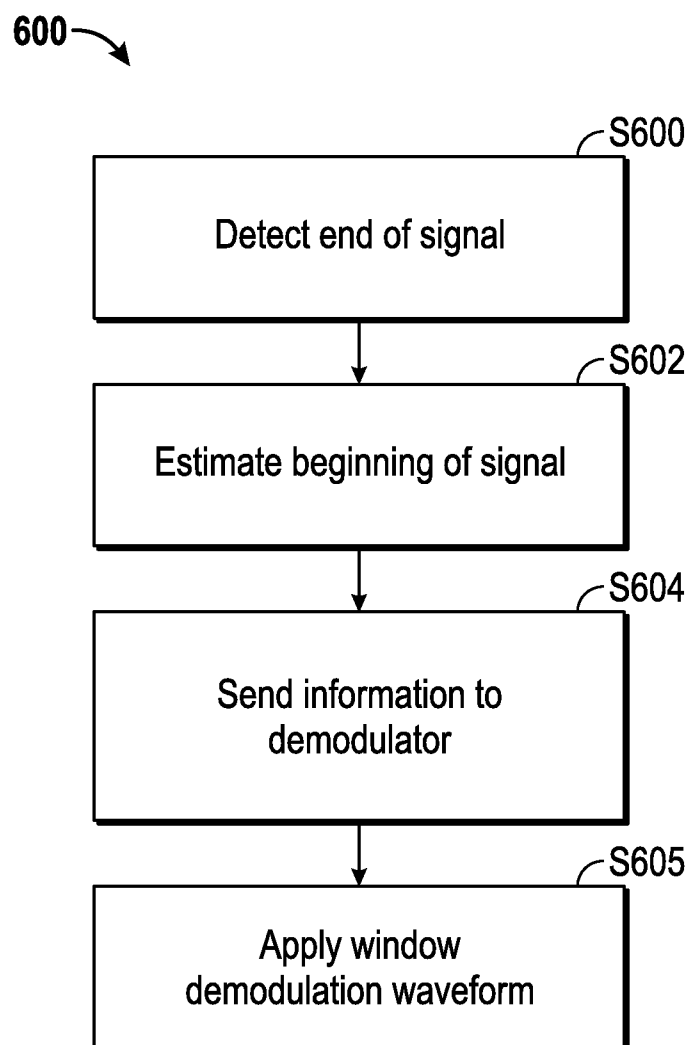 600
S600
Detect end of signal
S602
Estimate beginning of signal
S604
Send information to
demodulator
S605
Apply window
demodulation waveform